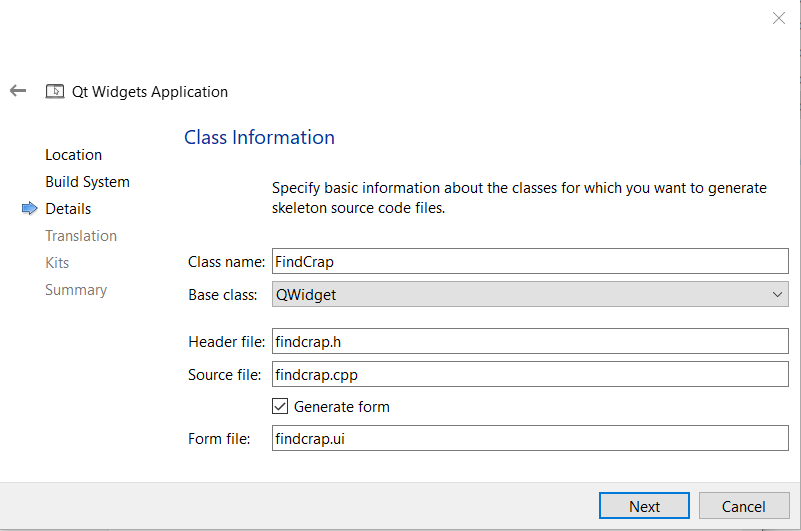 Qt Widgets Application
Class Information
Location
Build System
Details
Translation
Kits
Summary
Specify basic information about the classes for which you want to generate
skeleton source code files.
Class name: FindCrap
Base class: QWidget
Header file: findcrap.h
Source file: findcrap.cpp
Generate form
Form file: findcrap.ui
Next Cancel